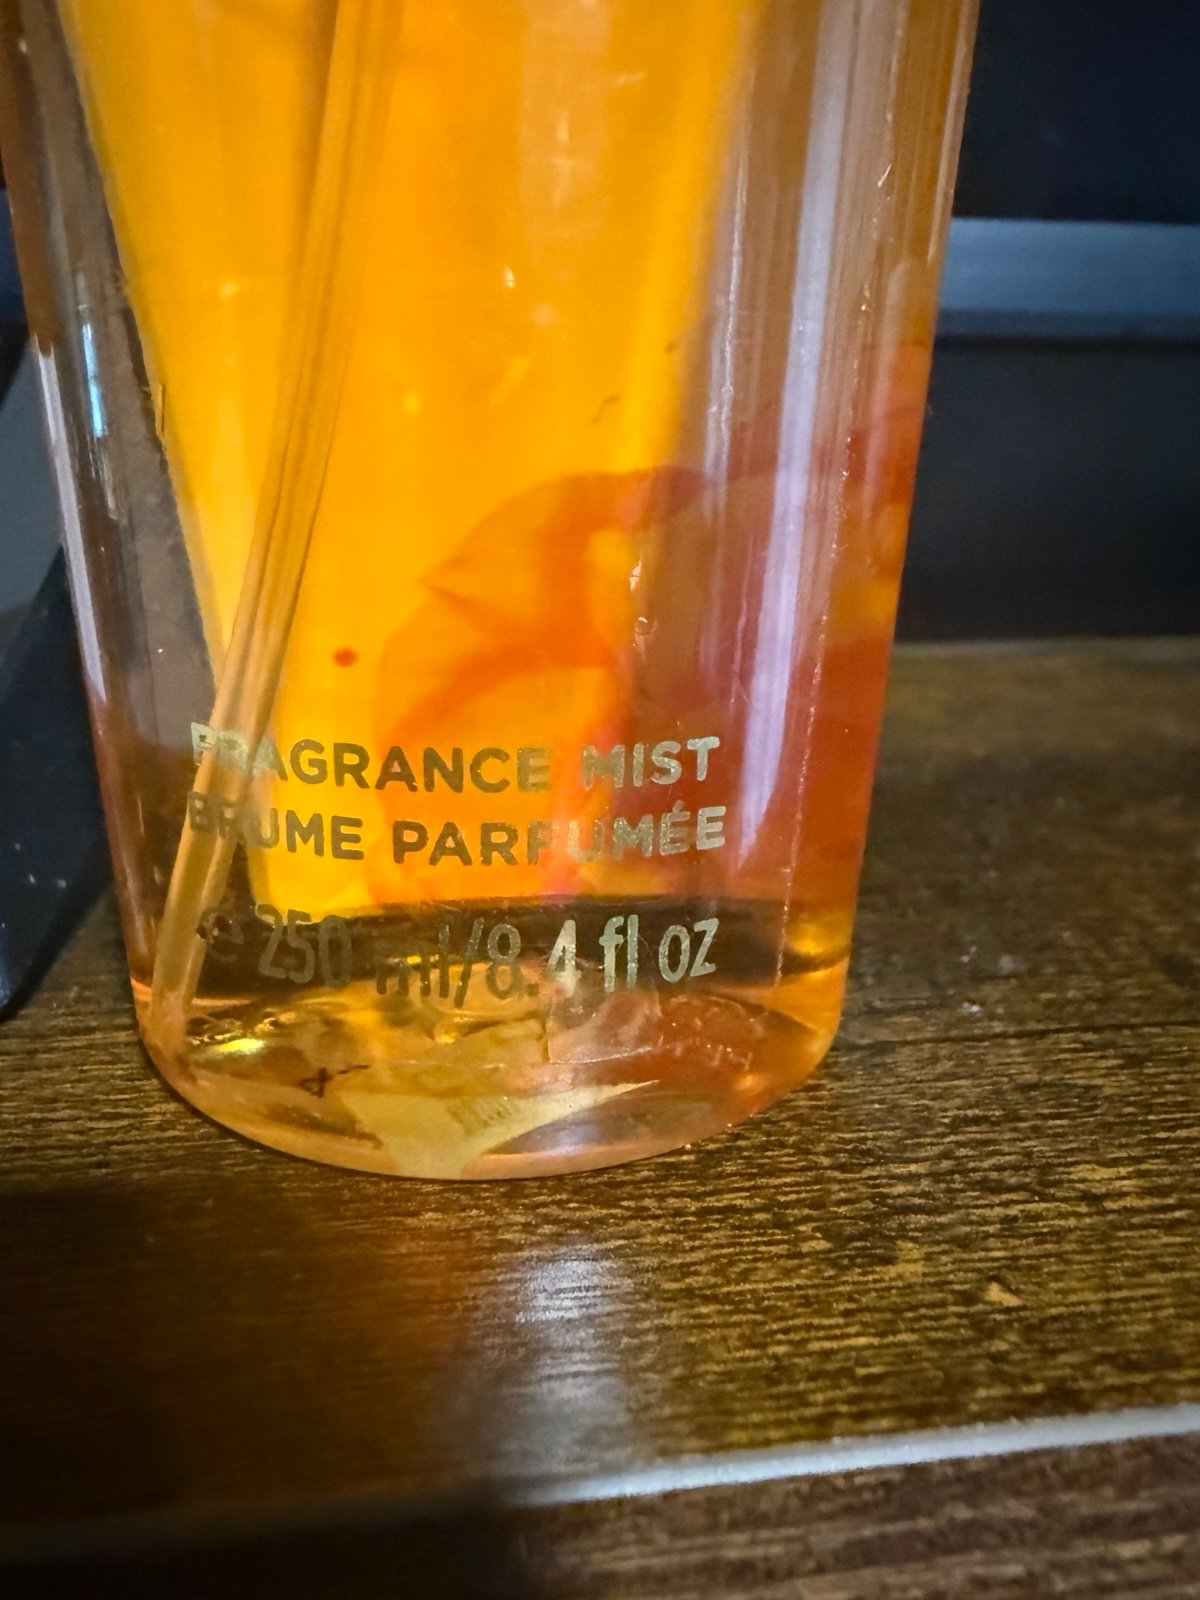 FRAGRANCE MIST
BRUME PARFUMÉE
℮ 250 ml/8.4 fl oz